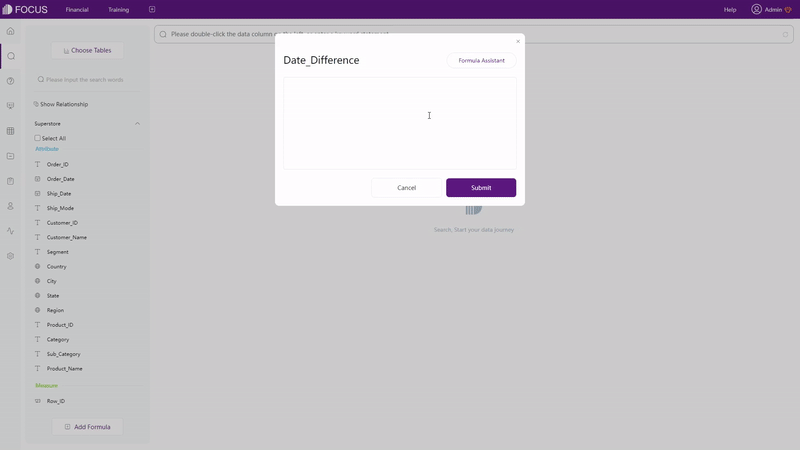 FOCUS
Financial
Training
Help
Admin
Choose Tables
Please double-click the data column
Date_Difference
Formula Assistant
Please input the search words
Show Relationship
Superstore
Select All
Attribute
Order_ID
Order_Date
Ship_Date
Ship_Mode
Customer_ID
Customer_Name
Segment
Country
City
State
Region
Product_ID
Category
Sub_Category
Product_Name
Measure
Row_ID
Add Formula
Cancel
Submit
Search, Start your data journey